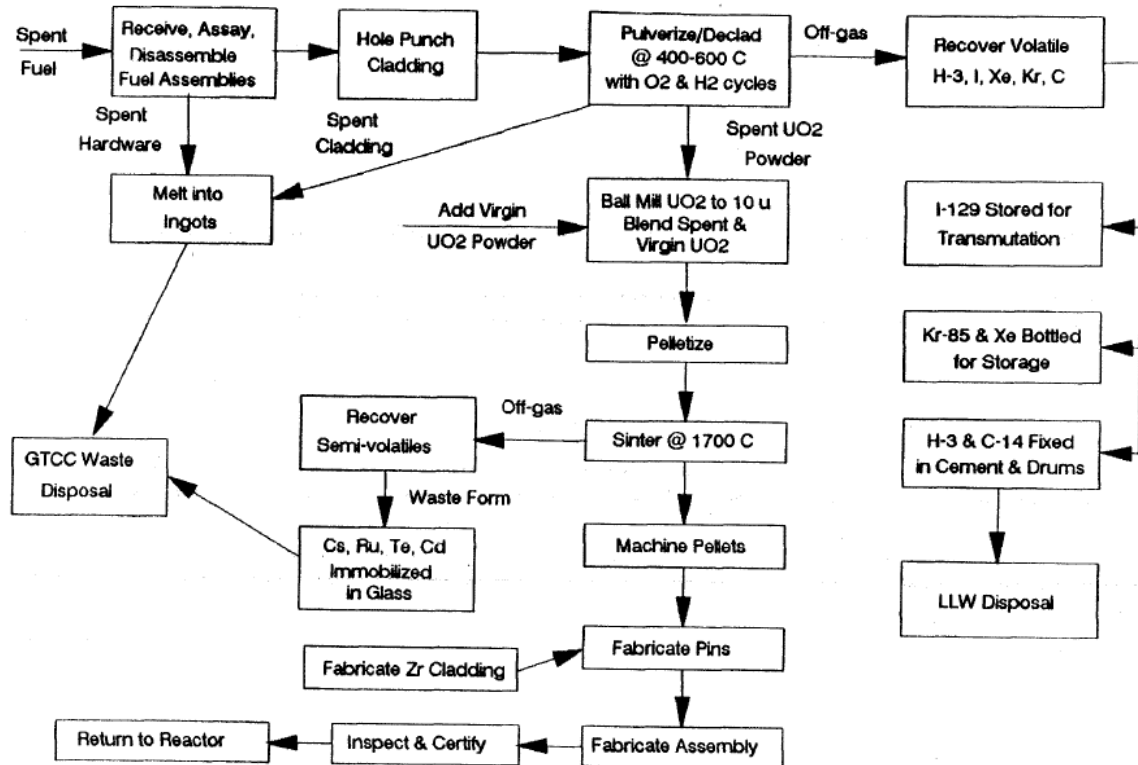 Spent
Fuel
Receive, Assay,
Disassemble
Fuel Assemblies
Hole Punch
Cladding
Pulverize/Declad
@ 400-600 C
with O2 & H2 cycles
Off-gas
Recover Volatile
H-3, I, Xe, Kr, C
Spent
Hardware
Spent
Cladding
Spent UO2
Powder
Melt into
Ingots
Add Virgin
UO2 Powder
Ball Mill UO2 to 10 u
Blend Spent &
Virgin UO2
I-129 Stored for
Transmutation
Pelletize
Kr-85 & Xe Bottled
for Storage
Recover
Semi-volatiles
Off-gas
Sinter @ 1700 C
H-3 & C-14 Fixed
in Cement & Drums
GTCC Waste
Disposal
Waste Form
Cs, Ru, Te, Cd
Immobilized
in Glass
Machine Pellets
LLW Disposal
Fabricate Zr Cladding
Fabricate Pins
Return to Reactor
Inspect & Certify
Fabricate Assembly